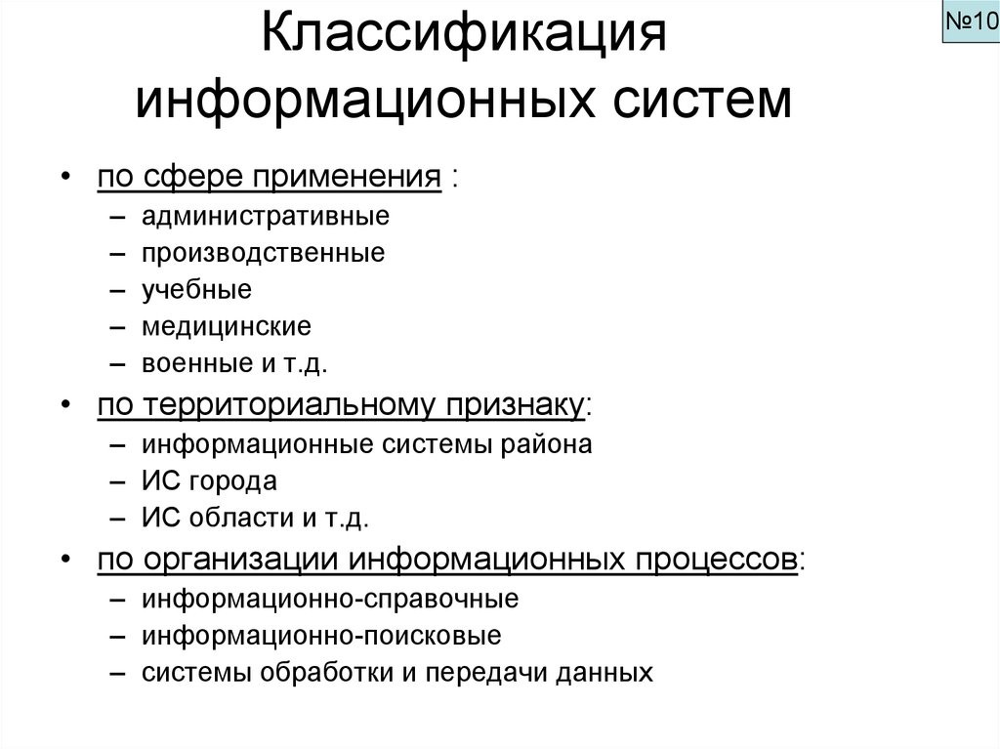 Классификация
информационных систем
№10
• по сфере применения :
– административные
– производственные
– учебные
– медицинские
– военные и т.д.
• по территориальному признаку:
– информационные системы района
– ИС города
– ИС области и т.д.
• по организации информационных процессов:
– информационно-справочные
– информационно-поисковые
– системы обработки и передачи данных